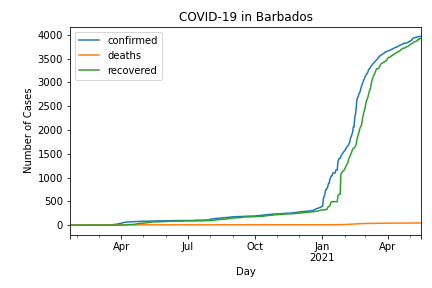 COVID-19 in Barbados
confirmed
deaths
recovered
Number of Cases
4000
3500
3000
2500
2000
1500
1000
500
0
Apr
Jul
Oct
Jan
2021
Apr
Day